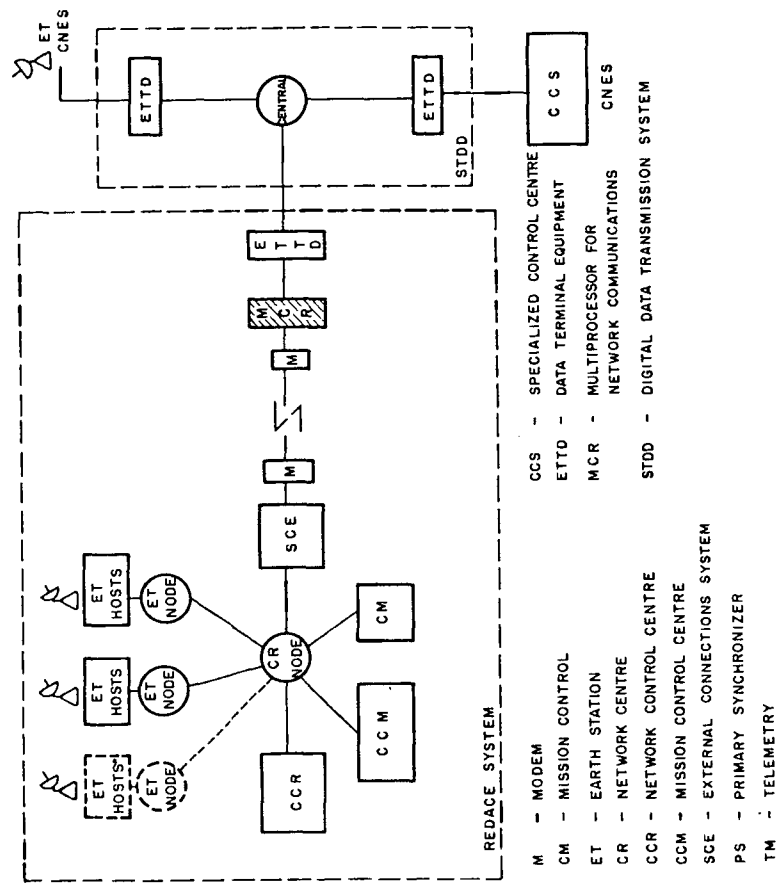 ET
CNES
ETTD
CENTRAL
ETTD
STDD
CCS
CNES
ETTD
MCR
M
M
SCE
ET
HOSTS
ET
NODE
ET
HOSTS
ET
NODE
ET
HOSTS
ET
NODE
CR
NODE
CM
CCM
CCR
REDACE SYSTEM
M - MODEM
CM - MISSION CONTROL
ET - EARTH STATION
CR - NETWORK CENTRE
CCR - NETWORK CONTROL CENTRE
CCM - MISSION CONTROL CENTRE
SCE - EXTERNAL CONNECTIONS SYSTEM
PS - PRIMARY SYNCHRONIZER
TM - TELEMETRY
CCS - SPECIALIZED CONTROL CENTRE
ETTD - DATA TERMINAL EQUIPMENT
MCR - MULTIPROCESSOR FOR
NETWORK COMMUNICATIONS
STDD - DIGITAL DATA TRANSMISSION SYSTEM